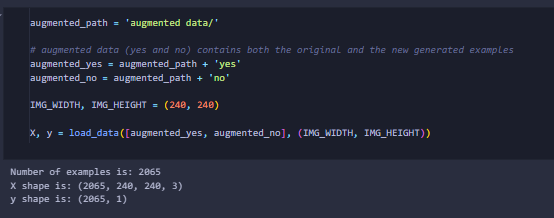 augmented_path = 'augmented data/'
# augmented data (yes and no) contains both the original and the new generated examples
augmented_yes = augmented_path + 'yes'
augmented_no = augmented_path + 'no'
IMG_WIDTH, IMG_HEIGHT = (240, 240)
X, y = load_data([augmented_yes, augmented_no], (IMG_WIDTH, IMG_HEIGHT))
Number of examples is: 2065
X shape is: (2065, 240, 240, 3)
y shape is: (2065, 1)